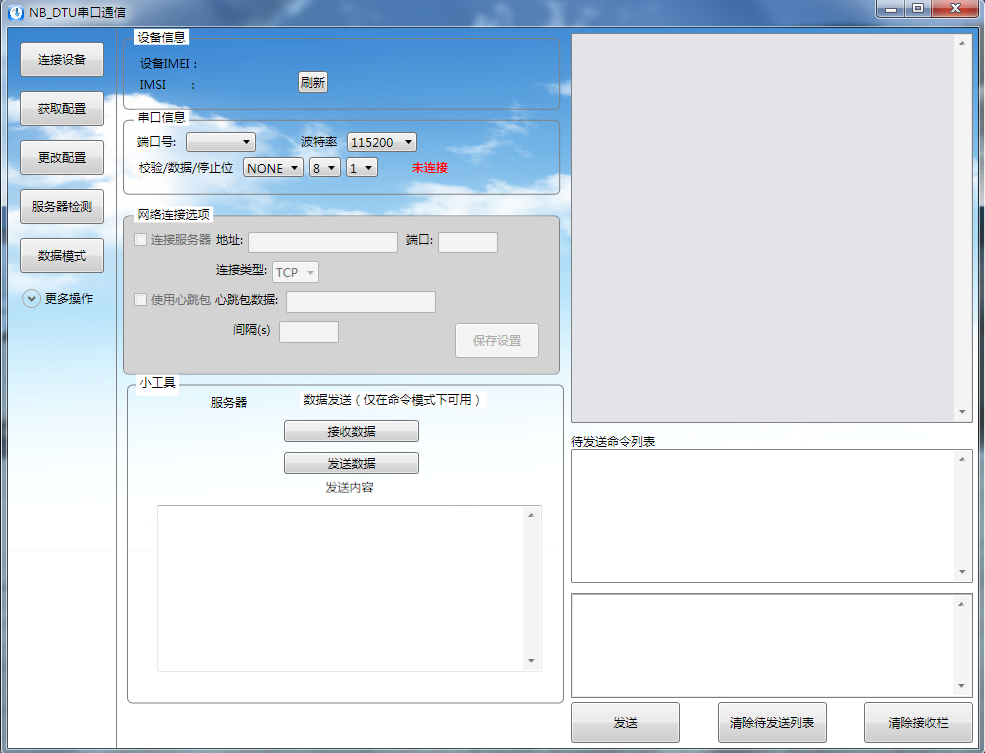 NB_DTU串口通信
连接设备
获取配置
更改配置
服务器检测
数据模式
更多操作
设备信息
设备IMEI :
IMSI :
刷新
串口信息
端口号:
波特率 115200
校验/数据/停止位 NONE 8 1 未连接
网络连接选项
连接服务器 地址: 端口:
连接类型: TCP
使用心跳包 心跳包数据:
间隔(s)
保存设置
小工具
服务器
数据发送（仅在命令模式下可用）
接收数据
发送数据
发送内容
待发送命令列表
发送
清除待发送列表
清除接收栏